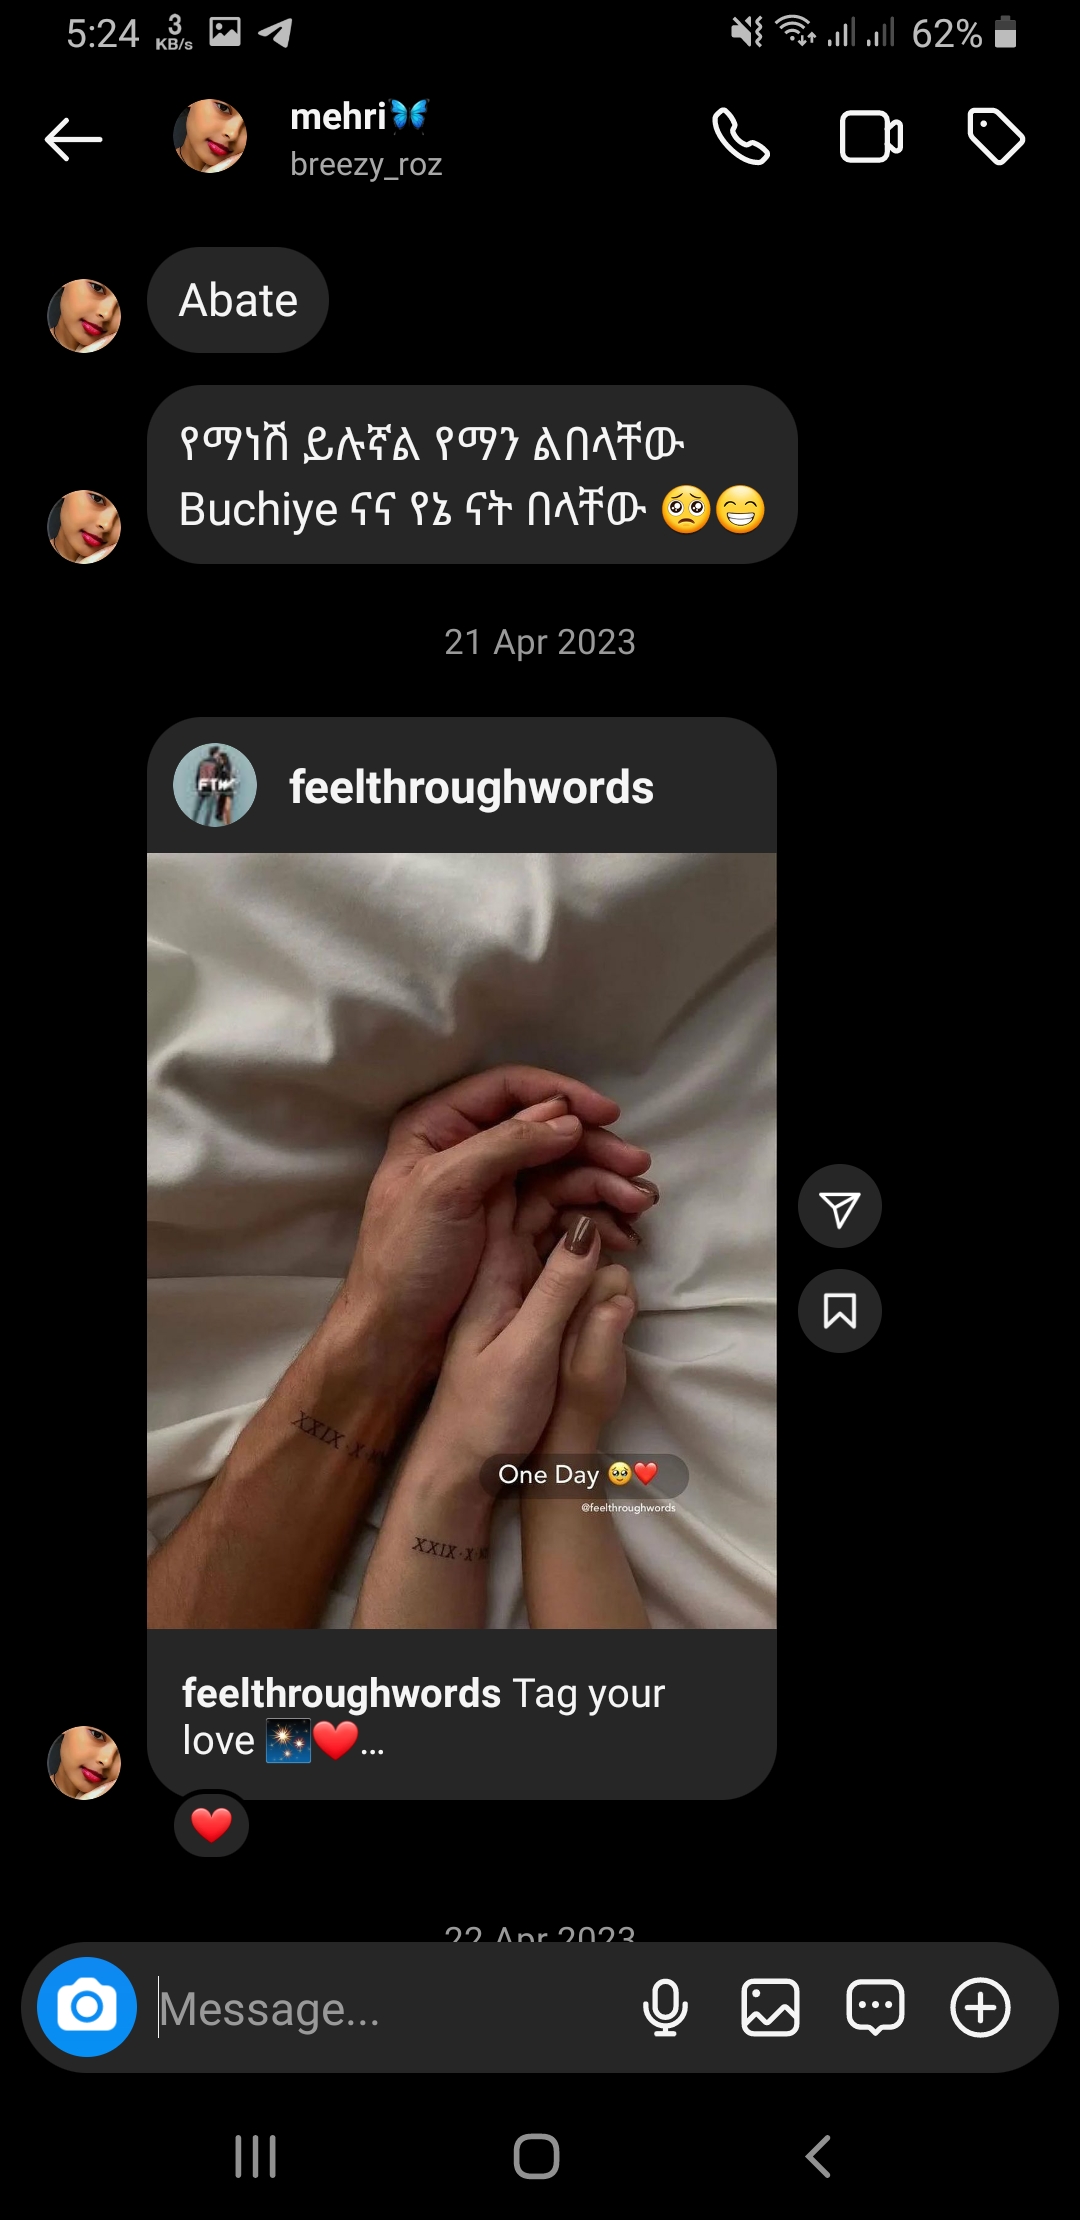 5:24 3 KB/s 62%
mehri🦋
breezy_roz
Abate
የማነሽ ይሉኛል የማን ልበላቸው
Buchiye ናና የኔ ናት በላቸው 🥺😁
21 Apr 2023
feelthroughwords
FTW
XXIX·X·
One Day 🥹❤️
@feelthroughwords
XXIX·X·
feelthroughwords Tag your
love 🎇❤️...
❤️
22 Apr 2023
Message...